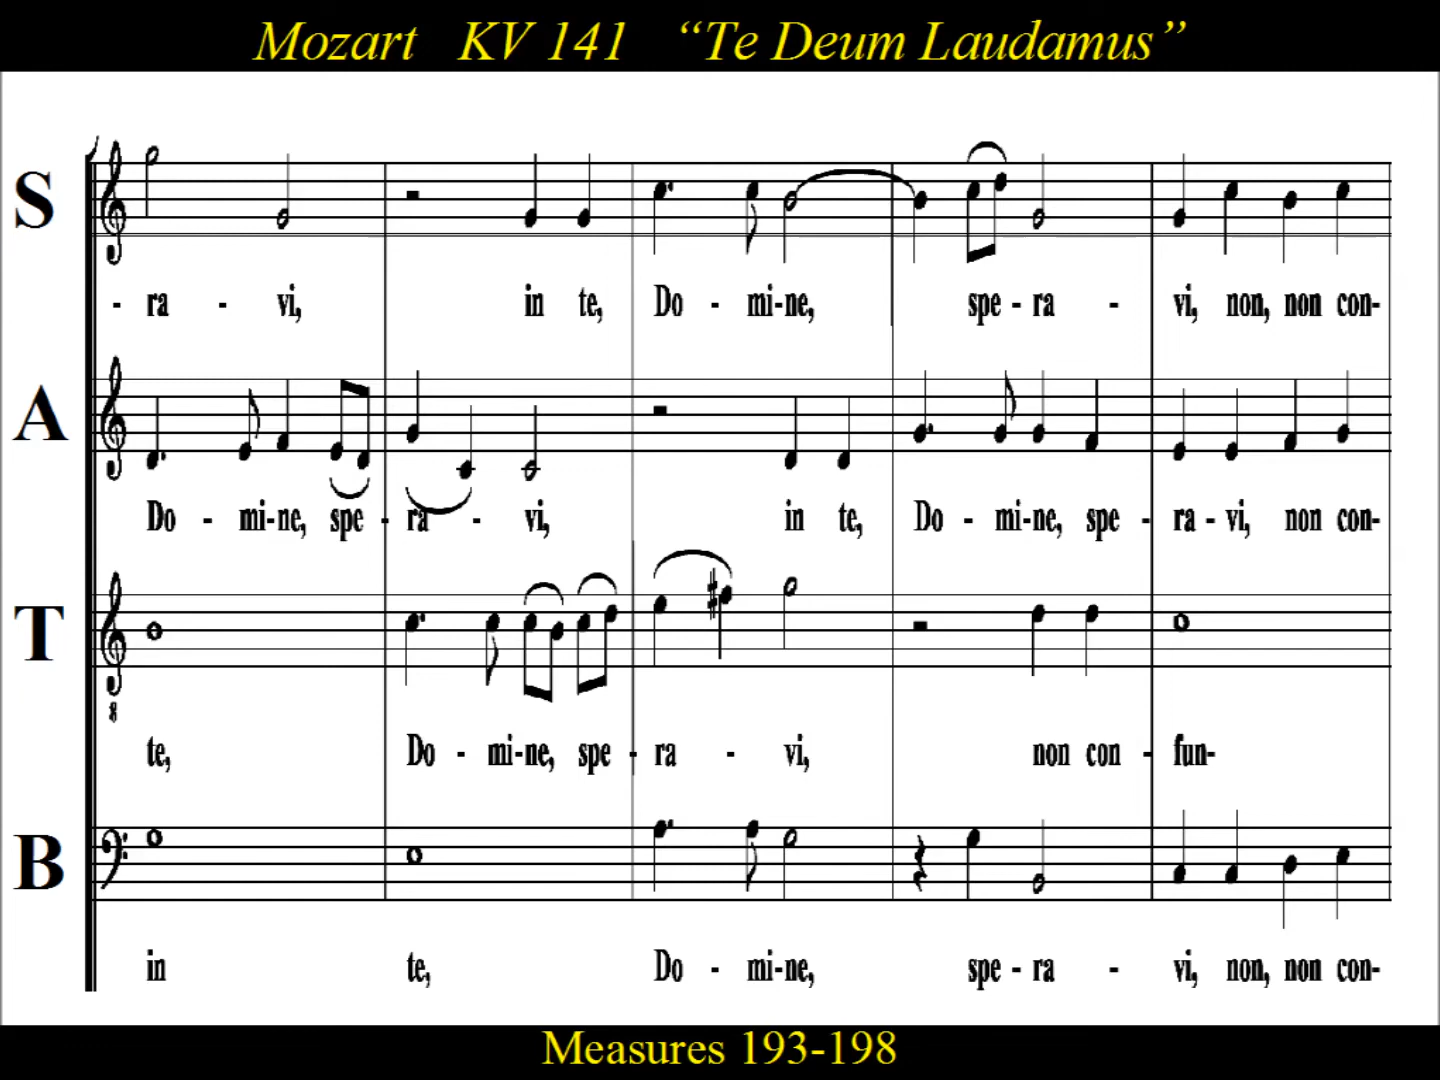 Mozart KV 141 “Te Deum Laudamus”
S
- ra - vi, in te, Do - mi-ne, spe - ra - vi, non, non con-
A
Do - mi-ne, spe - ra - vi, in te, Do - mi-ne, spe - ra - vi, non con-
T
8
te, Do - mi-ne, spe - ra - vi, non con - fun-
B
in te, Do - mi-ne, spe - ra - vi, non, non con-
Measures 193-198